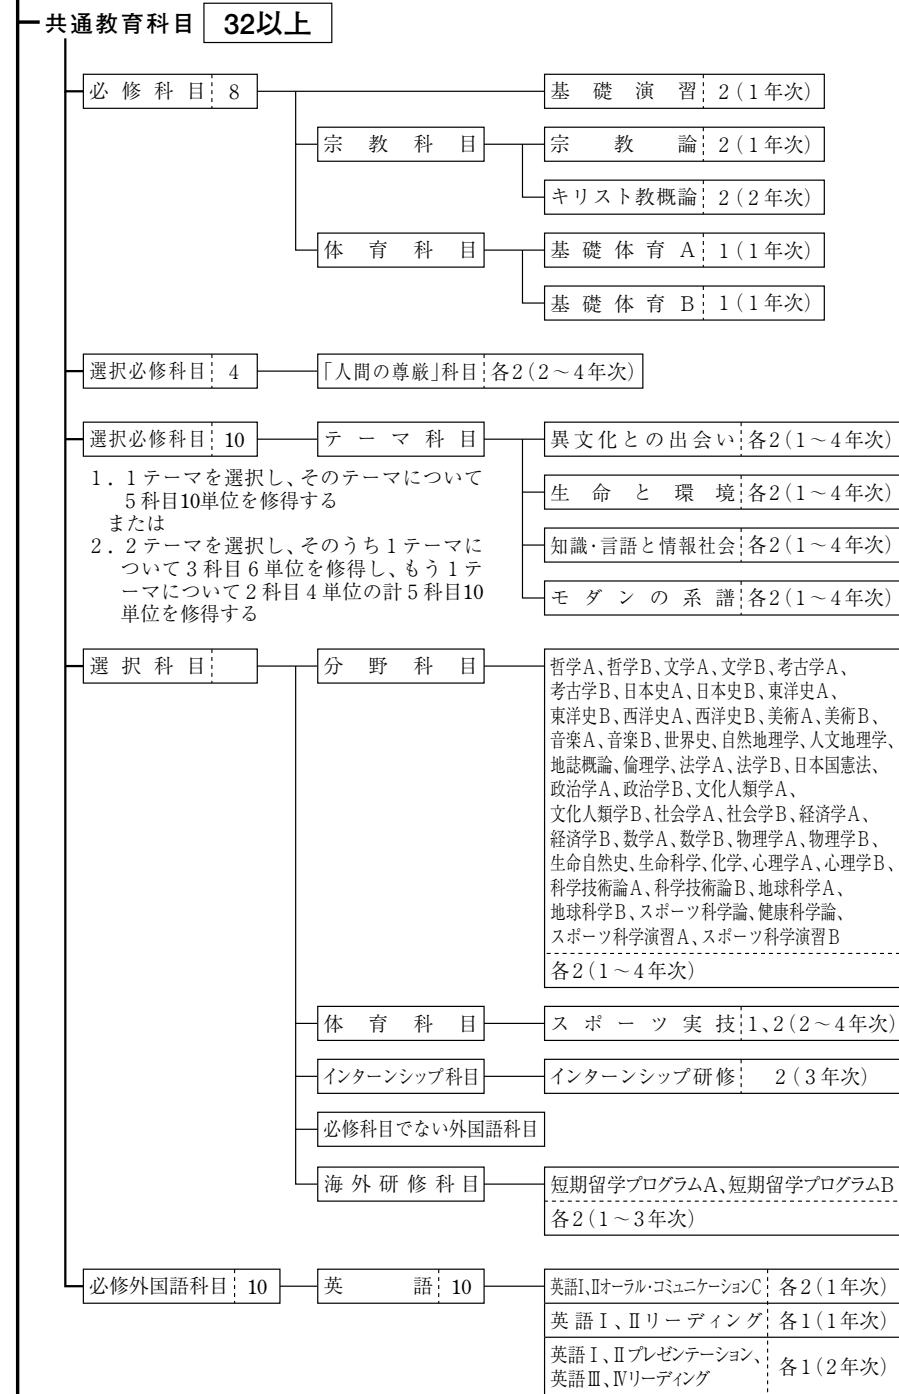 共通教育科目 32以上
必修科目 8
基礎演習 2(1年次)
宗教科目
宗教論 2(1年次)
キリスト教概論 2(2年次)
体育科目
基礎体育A 1(1年次)
基礎体育B 1(1年次)
選択必修科目 4
「人間の尊厳」科目 各2(2~4年次)
選択必修科目 10
テーマ科目
異文化との出会い 各2(1~4年次)
生命と環境 各2(1~4年次)
知識・言語と情報社会 各2(1~4年次)
モダンの系譜 各2(1~4年次)
1.1テーマを選択し、そのテーマについて
5科目10単位を修得する
または
2.2テーマを選択し、そのうち1テーマに
ついて3科目6単位を修得し、もう1テ
ーマについて2科目4単位の計5科目10
単位を修得する
選択科目
分野科目
哲学A、哲学B、文学A、文学B、考古学A、
考古学B、日本史A、日本史B、東洋史A、
東洋史B、西洋史A、西洋史B、美術A、美術B、
音楽A、音楽B、世界史、自然地理学、人文地理学、
地誌概論、倫理学、法学A、法学B、日本国憲法、
政治学A、政治学B、文化人類学A、
文化人類学B、社会学A、社会学B、経済学A、
経済学B、数学A、数学B、物理学A、物理学B、
生命自然史、生命科学、化学、心理学A、心理学B、
科学技術論A、科学技術論B、地球科学A、
地球科学B、スポーツ科学論、健康科学論、
スポーツ科学演習A、スポーツ科学演習B
各2(1~4年次)
体育科目
スポーツ実技 1、2(2~4年次)
インターンシップ科目
インターンシップ研修 2(3年次)
必修科目でない外国語科目
海外研修科目
短期留学プログラムA、短期留学プログラムB
各2(1~3年次)
必修外国語科目 10
英語 10
英語Ⅰ、Ⅱオーラル・コミュニケーションC 各2(1年次)
英語Ⅰ、Ⅱリーディング 各1(1年次)
英語Ⅰ、Ⅱプレゼンテーション、
英語Ⅲ、Ⅳリーディング 各1(2年次)